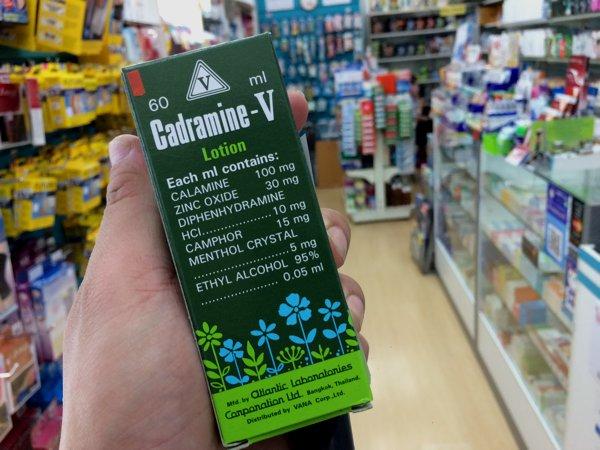 V
60 ml
Cadramine-V
Lotion
Each ml contains:
CALAMINE 100 mg
ZINC OXIDE 30 mg
DIPHENHYDRAMINE
HCl................ 10 mg
CAMPHOR 15 mg
MENTHOL CRYSTAL
........................ 5 mg
ETHYL ALCOHOL 95%
.................... 0.05 ml
Mfd. by Atlantic Laboratories
Corporation Ltd. Bangkok, Thailand.
Distributed by VANA Corp.,Ltd.